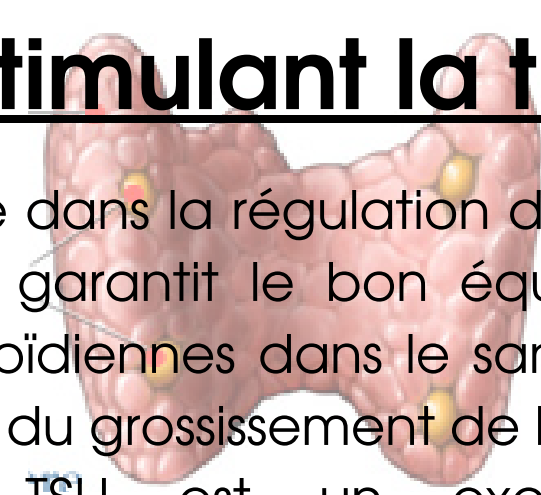 timulant la t
e dans la régulation d
garantit le bon équ
oïdiennes dans le san
du grossissement de l
TSH est un exc